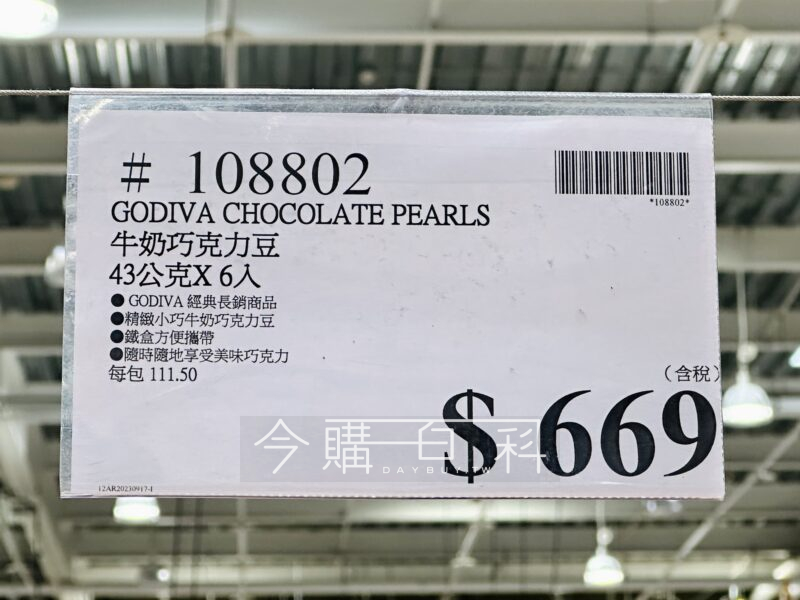 # 108802
*108802*
GODIVA CHOCOLATE PEARLS
牛奶巧克力豆
43公克X 6入
● GODIVA 經典長銷商品
●精緻小巧牛奶巧克力豆
●鐵盒方便攜帶
●隨時隨地享受美味巧克力
每包 111.50
（含稅）
$ 669
今購百科
DAYBUY.TW
12AR20230917-1